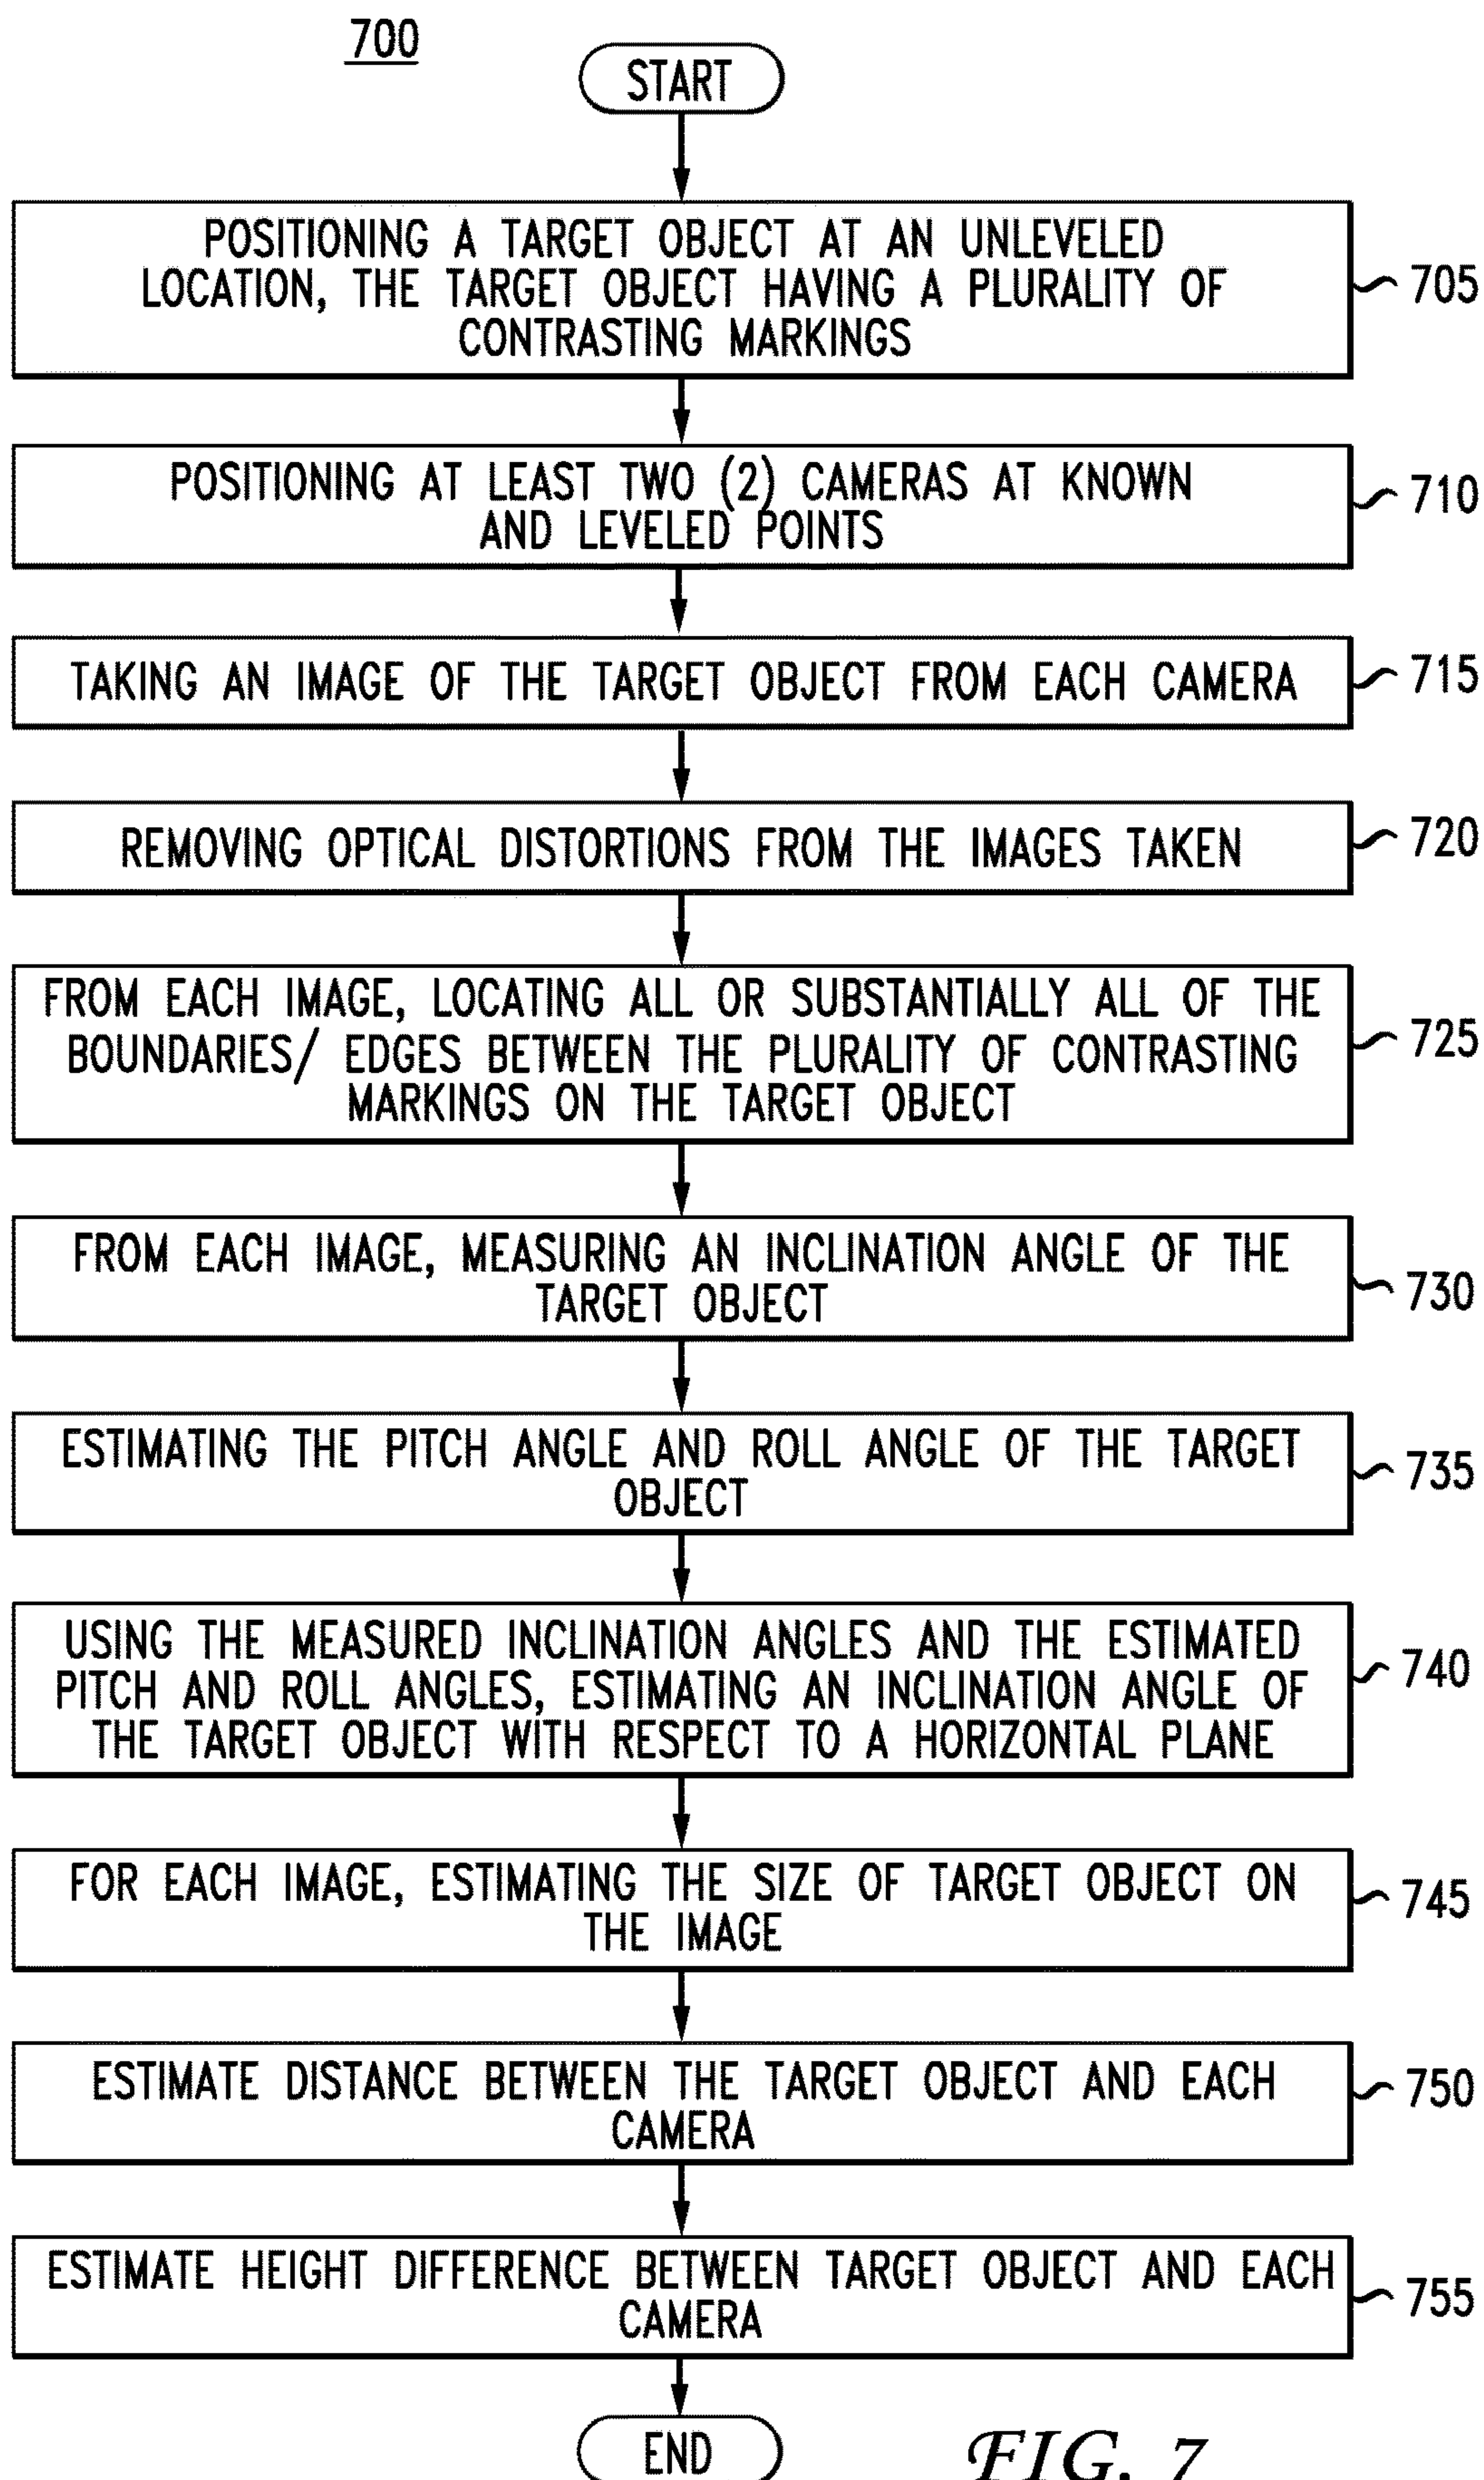 700
START
POSITIONING A TARGET OBJECT AT AN UNLEVELED
LOCATION, THE TARGET OBJECT HAVING A PLURALITY OF
CONTRASTING MARKINGS
705
POSITIONING AT LEAST TWO (2) CAMERAS AT KNOWN
AND LEVELED POINTS
710
TAKING AN IMAGE OF THE TARGET OBJECT FROM EACH CAMERA
715
REMOVING OPTICAL DISTORTIONS FROM THE IMAGES TAKEN
720
FROM EACH IMAGE, LOCATING ALL OR SUBSTANTIALLY ALL OF THE
BOUNDARIES/ EDGES BETWEEN THE PLURALITY OF CONTRASTING
MARKINGS ON THE TARGET OBJECT
725
FROM EACH IMAGE, MEASURING AN INCLINATION ANGLE OF THE
TARGET OBJECT
730
ESTIMATING THE PITCH ANGLE AND ROLL ANGLE OF THE TARGET
OBJECT
735
USING THE MEASURED INCLINATION ANGLES AND THE ESTIMATED
PITCH AND ROLL ANGLES, ESTIMATING AN INCLINATION ANGLE OF
THE TARGET OBJECT WITH RESPECT TO A HORIZONTAL PLANE
740
FOR EACH IMAGE, ESTIMATING THE SIZE OF TARGET OBJECT ON
THE IMAGE
745
ESTIMATE DISTANCE BETWEEN THE TARGET OBJECT AND EACH
CAMERA
750
ESTIMATE HEIGHT DIFFERENCE BETWEEN TARGET OBJECT AND EACH
CAMERA
755
END
FIG. 7